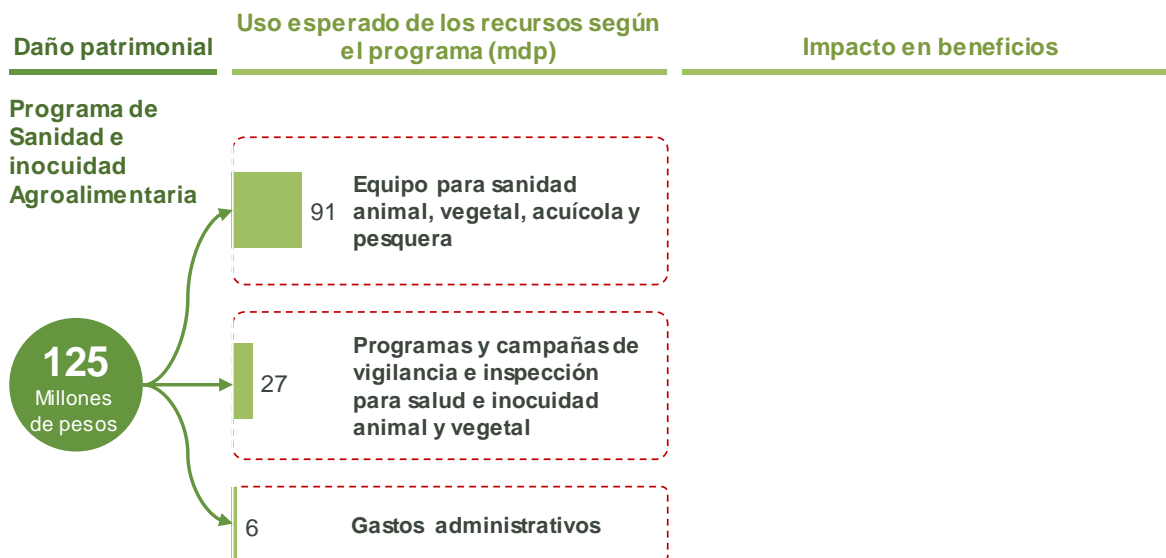 Daño patrimonial
Uso esperado de los recursos según
el programa (mdp)
Impacto en beneficios
Programa de
Sanidad e
inocuidad
Agroalimentaria
125
Millones
de pesos
91
Equipo para sanidad
animal, vegetal, acuícola y
pesquera
27
Programas y campañas de
vigilancia e inspección
para salud e inocuidad
animal y vegetal
6
Gastos administrativos